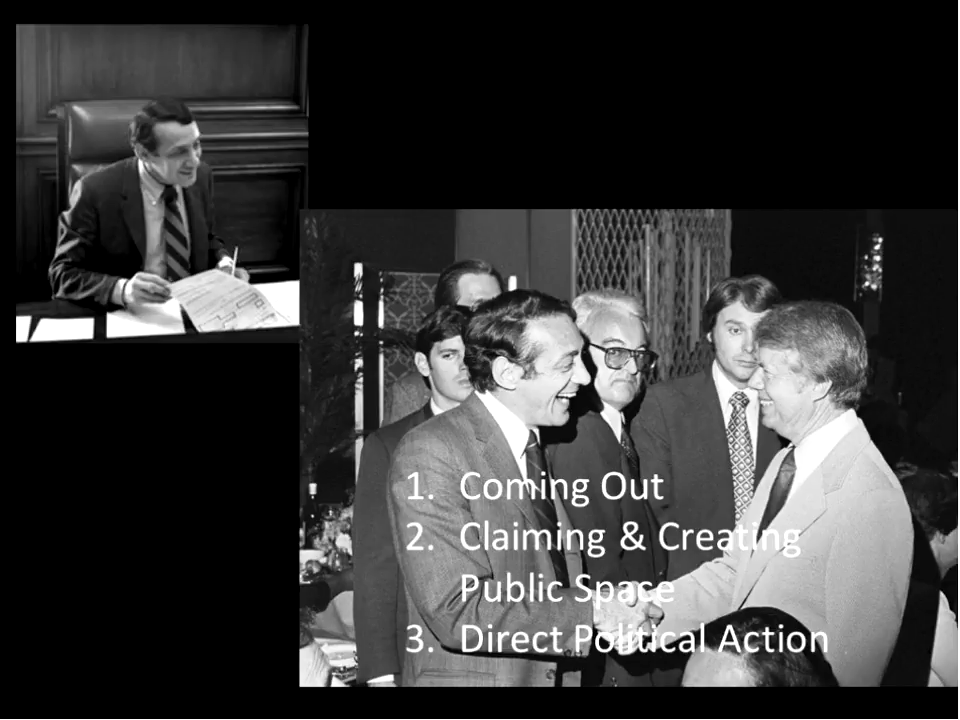 1. Coming Out
2. Claiming & Creating
Public Space
3. Direct Political Action